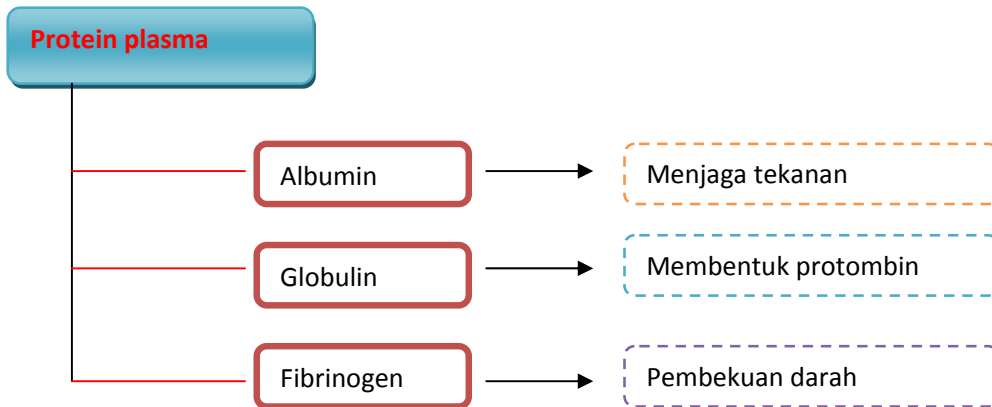 Protein plasma
Albumin
Menjaga tekanan
Globulin
Membentuk protombin
Fibrinogen
Pembekuan darah